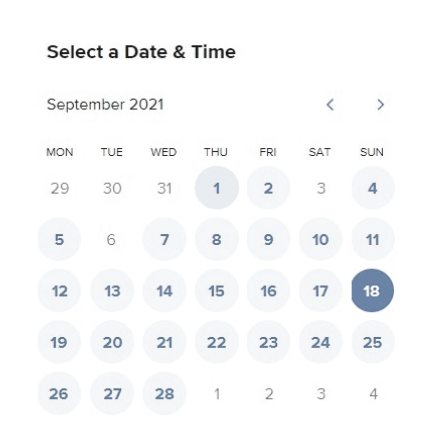 Select a Date & Time
September 2021
MON TUE WED THU FRI SAT SUN
29 30 31 1 2 3 4
5 6 7 8 9 10 11
12 13 14 15 16 17 18
19 20 21 22 23 24 25
26 27 28 1 2 3 4